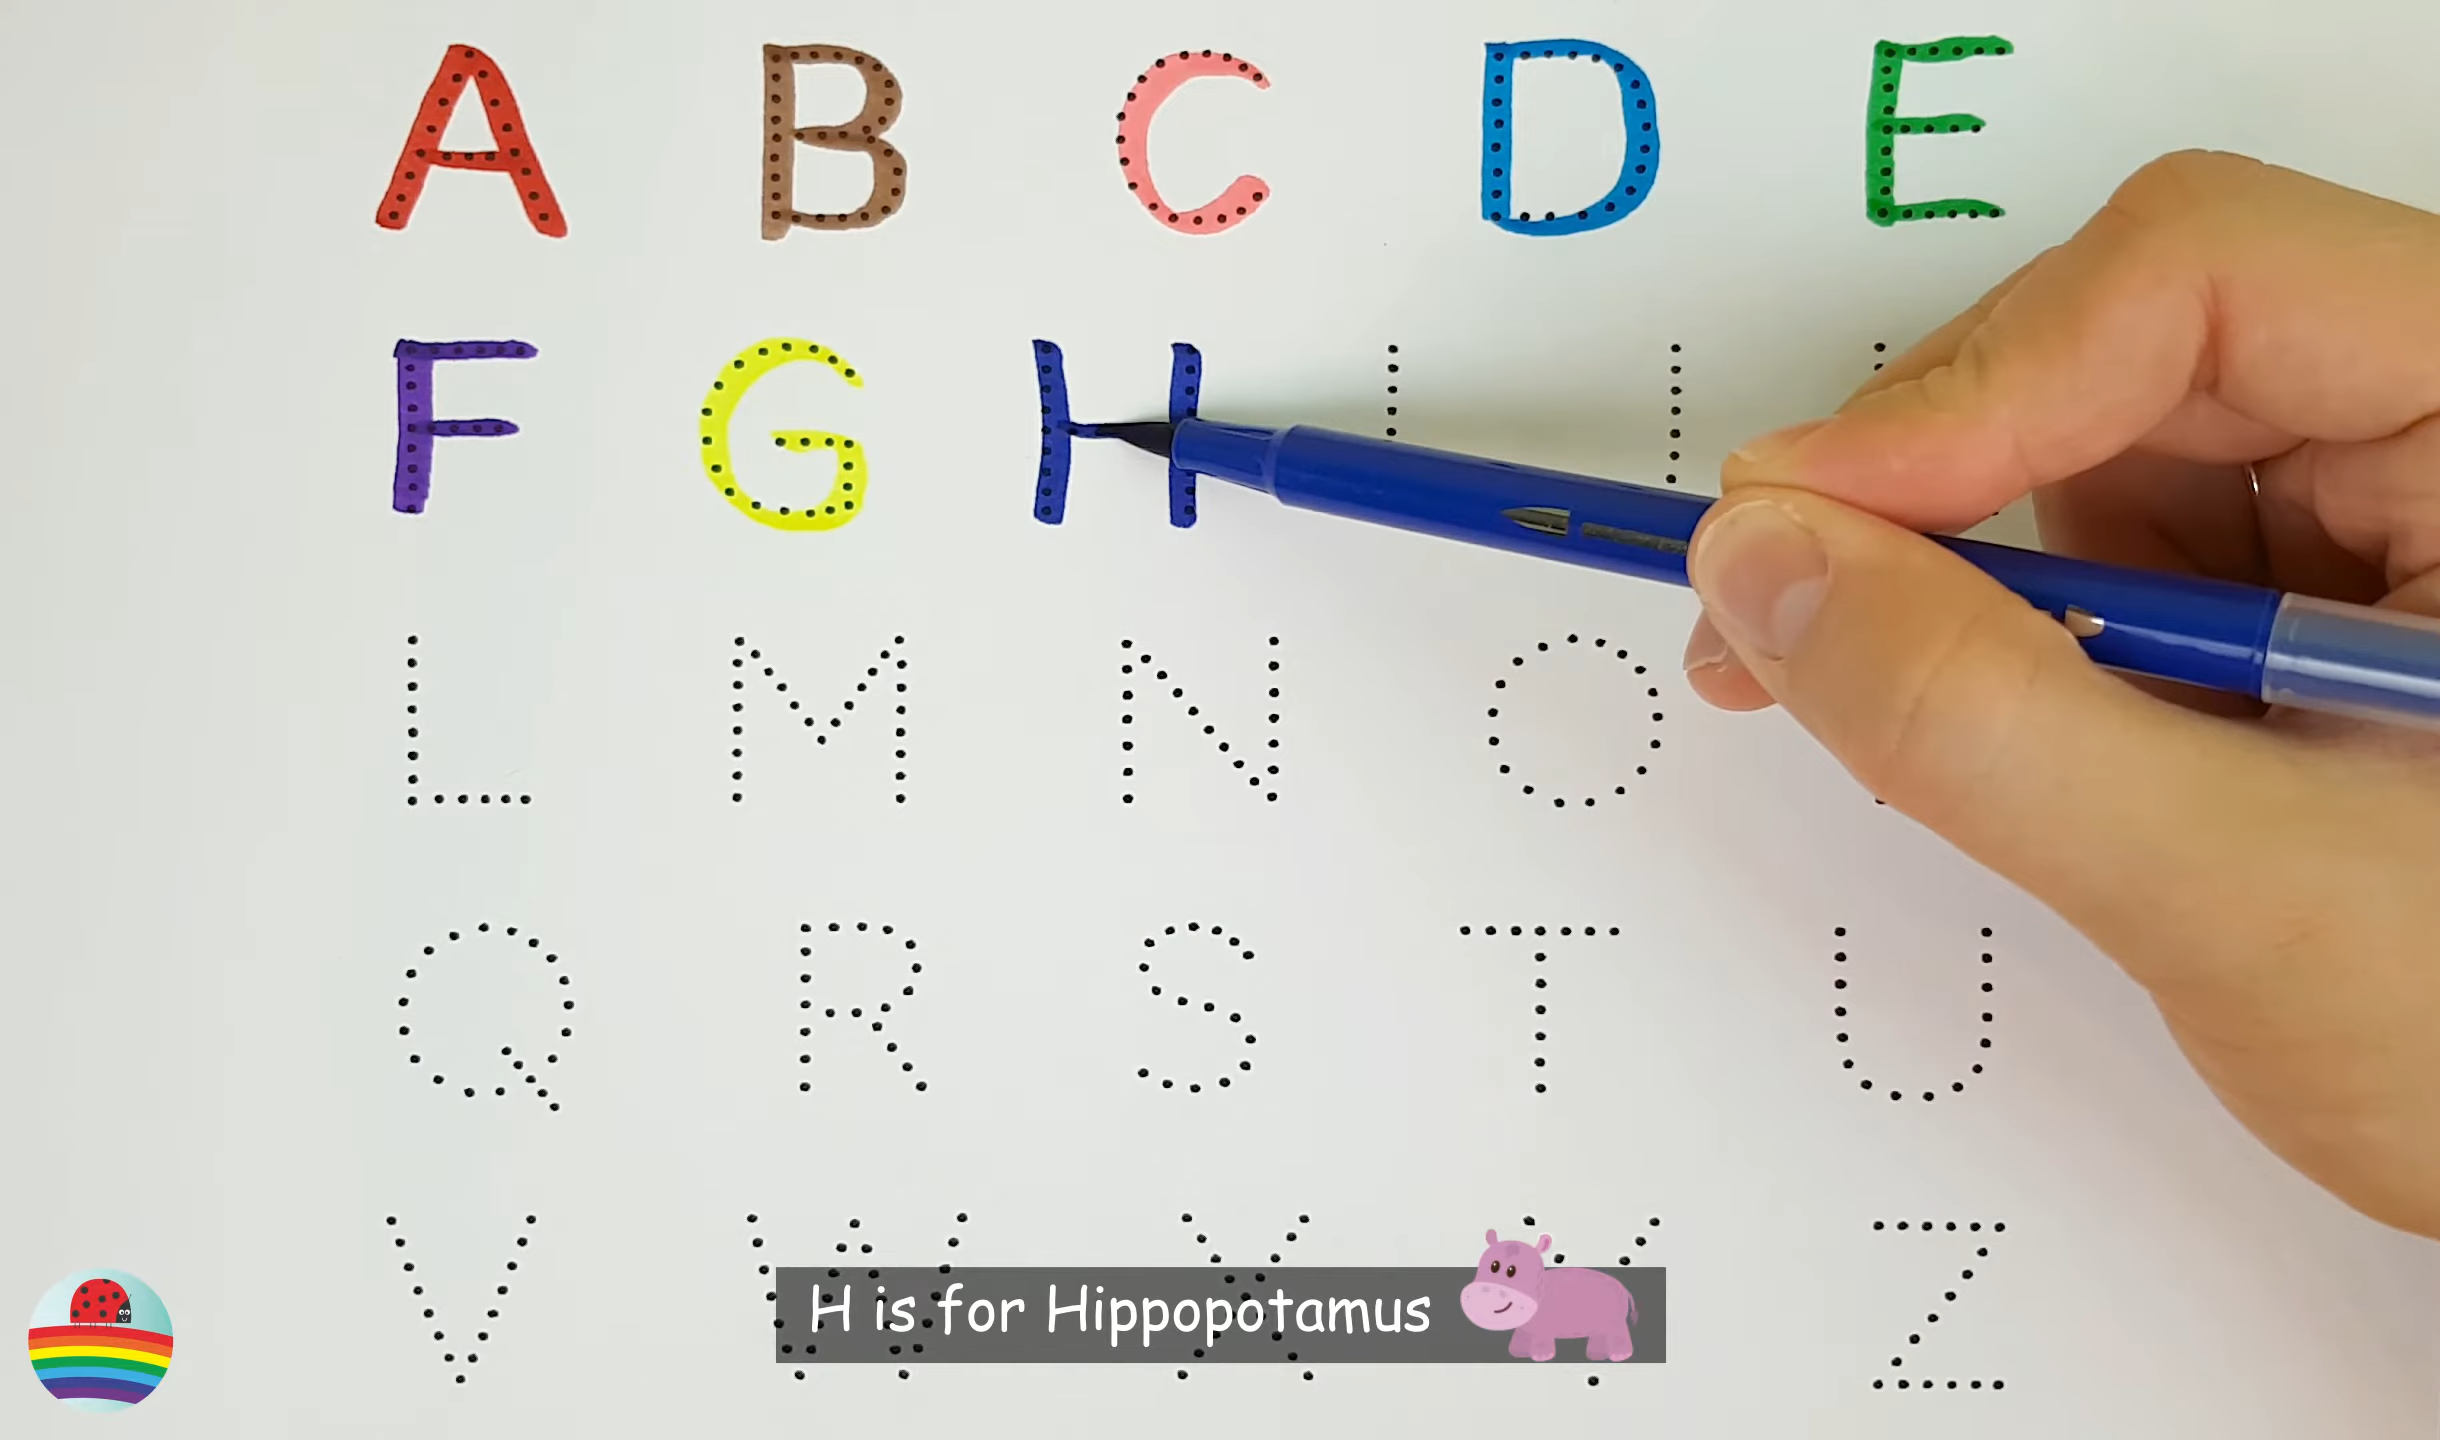 A B C D E
F G H I
L M N O
Q R S T U
V W X Y Z
H is for Hippopotamus